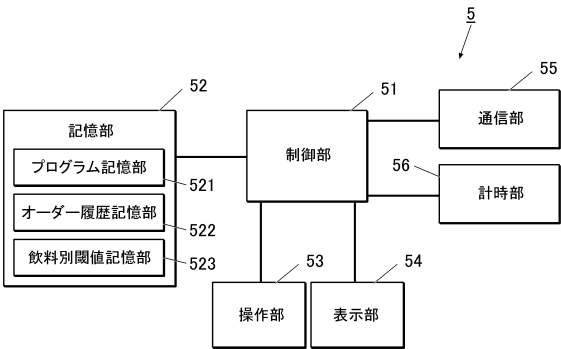 5
52
51
55
記憶部
プログラム記憶部
521
オーダー履歴記憶部
522
飲料別閾値記憶部
523
制御部
通信部
56
計時部
53
操作部
54
表示部